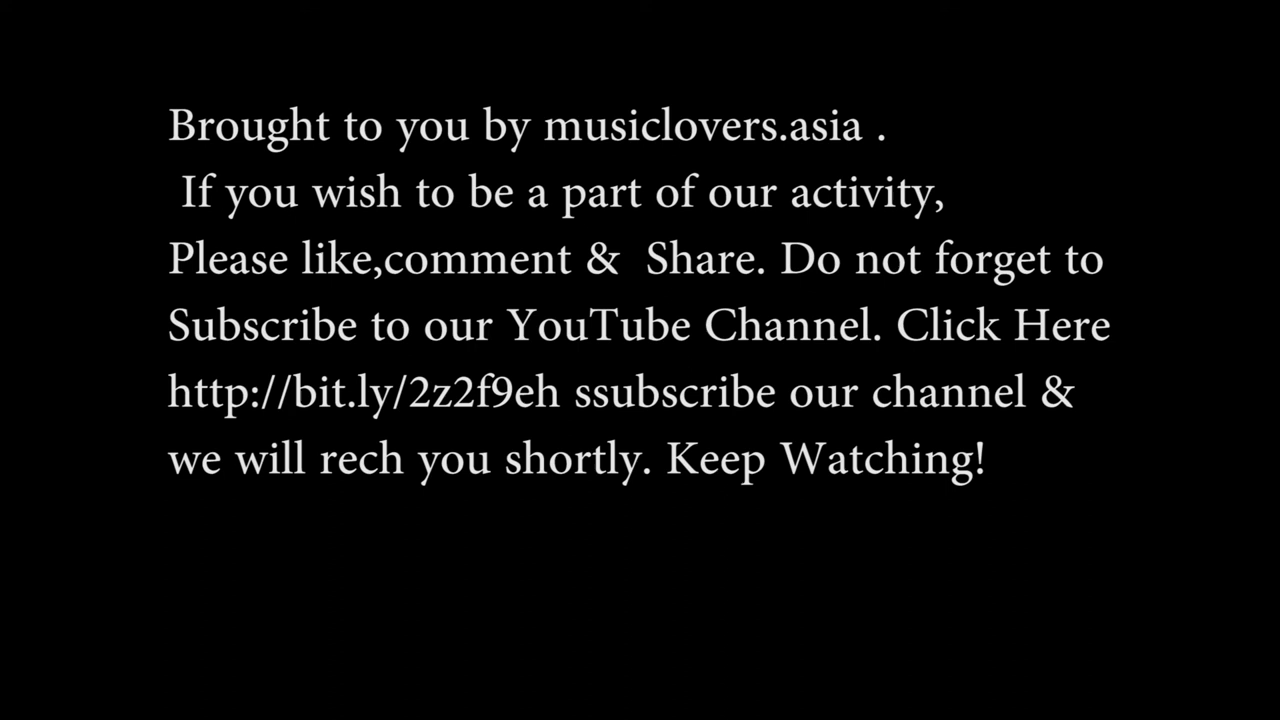 Brought to you by musiclovers.asia .
If you wish to be a part of our activity,
Please like,comment &  Share. Do not forget to
Subscribe to our YouTube Channel. Click Here
http://bit.ly/2z2f9eh ssubscribe our channel &
we will rech you shortly. Keep Watching!